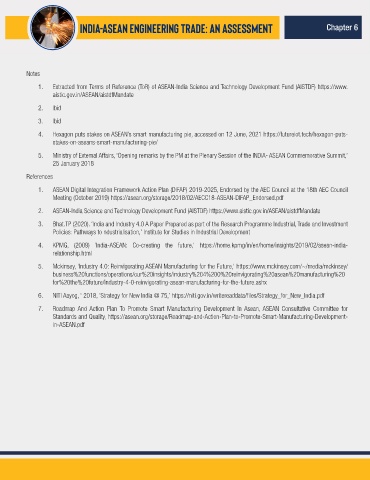 INDIA-ASEAN ENGINEERING TRADE: AN ASSESSMENT
Chapter 6
Notes
1. Extracted from Terms of Reference (ToR) of ASEAN-India Science and Technology Development Fund (AISTDF) https://www.
aistic.gov.in/ASEAN/aistdfMandate
2. Ibid
3. Ibid
4. Hexagon puts stakes on ASEAN's smart manufacturing pie, accessed on 12 June, 2021 https://futureiot.tech/hexagon-puts-
stakes-on-aseans-smart-manufacturing-pie/
5. Ministry of External Affairs, "Opening remarks by the PM at the Plenary Session of the INDIA- ASEAN Commemorative Summit,"
25 January 2018
References
1. ASEAN Digital Integration Framework Action Plan (DIFAP) 2019-2025, Endorsed by the AEC Council at the 18th AEC Council
Meeting (October 2019) https://asean.org/storage/2018/02/AECC18-ASEAN-DIFAP_Endorsed.pdf
2. ASEAN-India Science and Technology Development Fund (AISTDF) https://www.aistic.gov.in/ASEAN/aistdfMandate
3. Bhat,TP (2020). 'India and Industry 4.0 A Paper Prepared as part of the Research Programme Industrial, Trade and Investment
Policies: Pathways to Industrialization,' Institute for Studies in Industrial Development
4. KPMG, (2009) 'India-ASEAN: Co-creating the future,' https://home.kpmg/in/en/home/insights/2019/02/asean-india-
relationship.html
5. Mckinsey, 'Industry 4.0: Reinvigorating ASEAN Manufacturing for the Future,' https://www.mckinsey.com/~/media/mckinsey/
business%20functions/operations/our%20insights/industry%204%200%20reinvigorating%20asean%20manufacturing%20
for%20the%20future/industry-4-0-reinvigorating-asean-manufacturing-for-the-future.ashx
6. NITI Aayog, ' 2018, 'Strategy for New India @ 75,' https://niti.gov.in/writereaddata/files/Strategy_for_New_India.pdf
7. Roadmap And Action Plan To Promote Smart Manufacturing Development In Asean, ASEAN Consultative Committee for
Standards and Quality, https://asean.org/storage/Roadmap-and-Action-Plan-to-Promote-Smart-Manufacturing-Development-
in-ASEAN.pdf